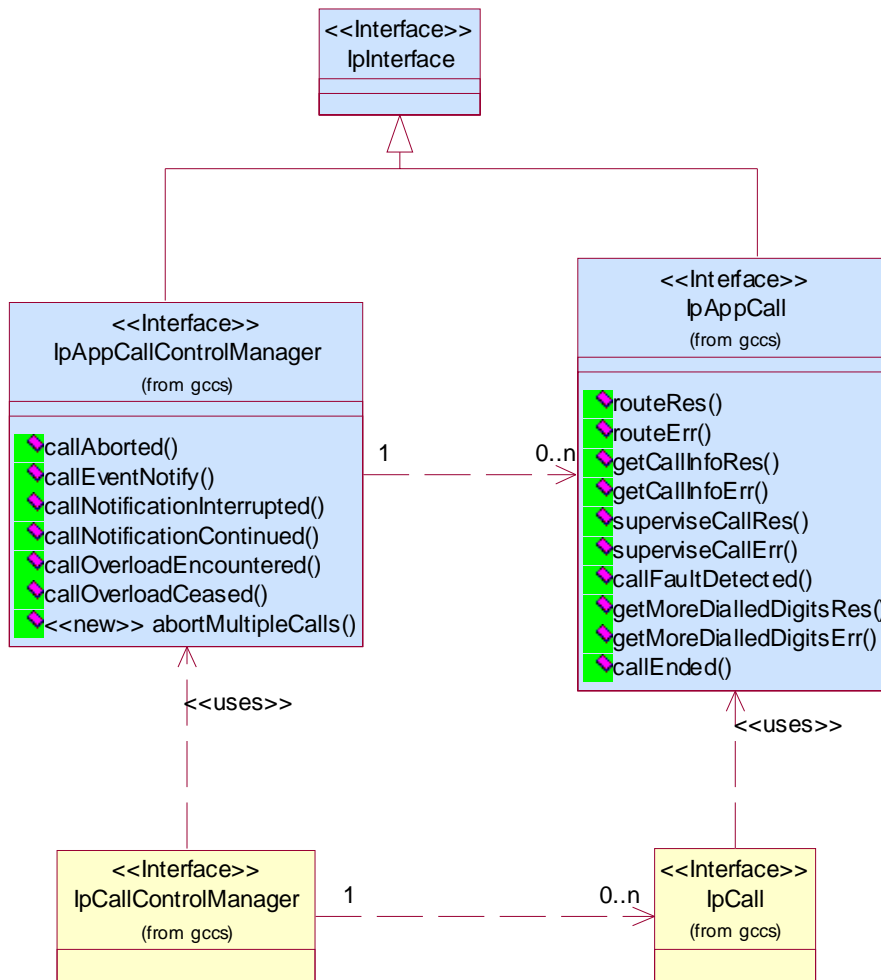 <<Interface>>
IpInterface
<<Interface>>
IpAppCall
(from gccs)
routeRes()
routeErr()
getCallInfoRes()
getCallInfoErr()
superviseCallRes()
superviseCallErr()
callFaultDetected()
getMoreDialledDigitsRes()
getMoreDialledDigitsErr()
callEnded()
<<Interface>>
IpAppCallControlManager
(from gccs)
callAborted()
callEventNotify()
callNotificationInterrupted()
callNotificationContinued()
callOverloadEncountered()
callOverloadCeased()
<<new>> abortMultipleCalls()
1
0..n
<<uses>>
<<uses>>
<<Interface>>
IpCallControlManager
(from gccs)
1
0..n
<<Interface>>
IpCall
(from gccs)